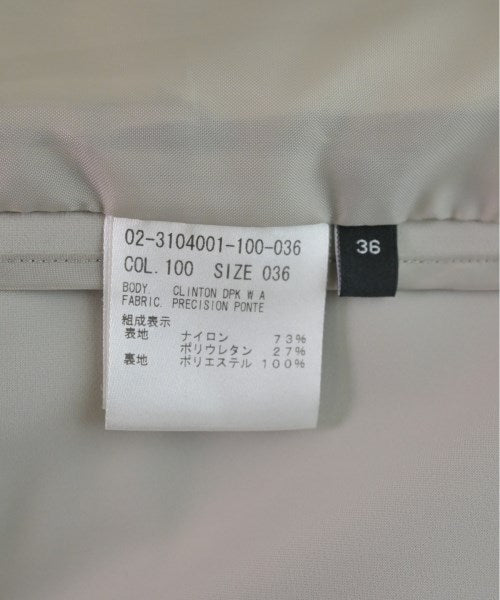 02-3104001-100-036
COL.100 SIZE 036
BODY. CLINTON DPK W A
FABRIC. PRECISION PONTE
組成表示
表地 ナイロン 73%
ポリウレタン 27%
裏地 ポリエステル 100%
36